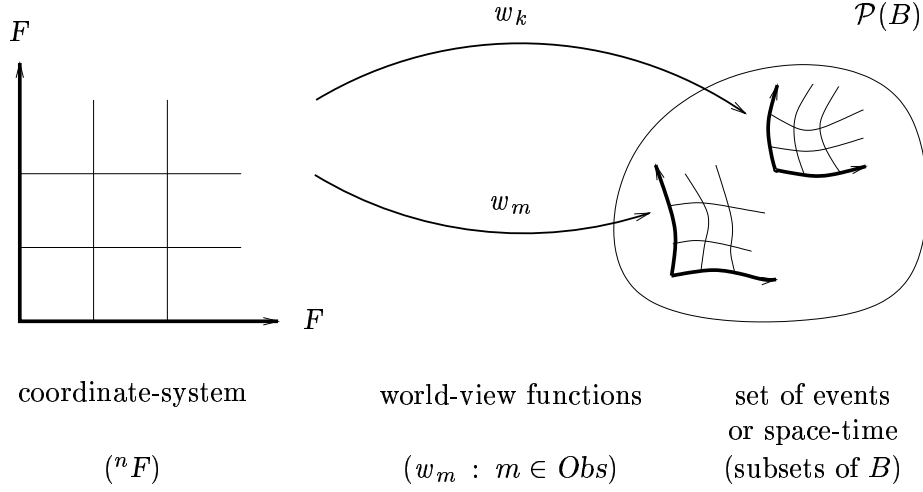 w_k
𝒫(B)
F
w_m
F
coordinate-system
world-view functions
set of events
or space-time
(ⁿF)
(w_m : m ∈ Obs)
(subsets of B)